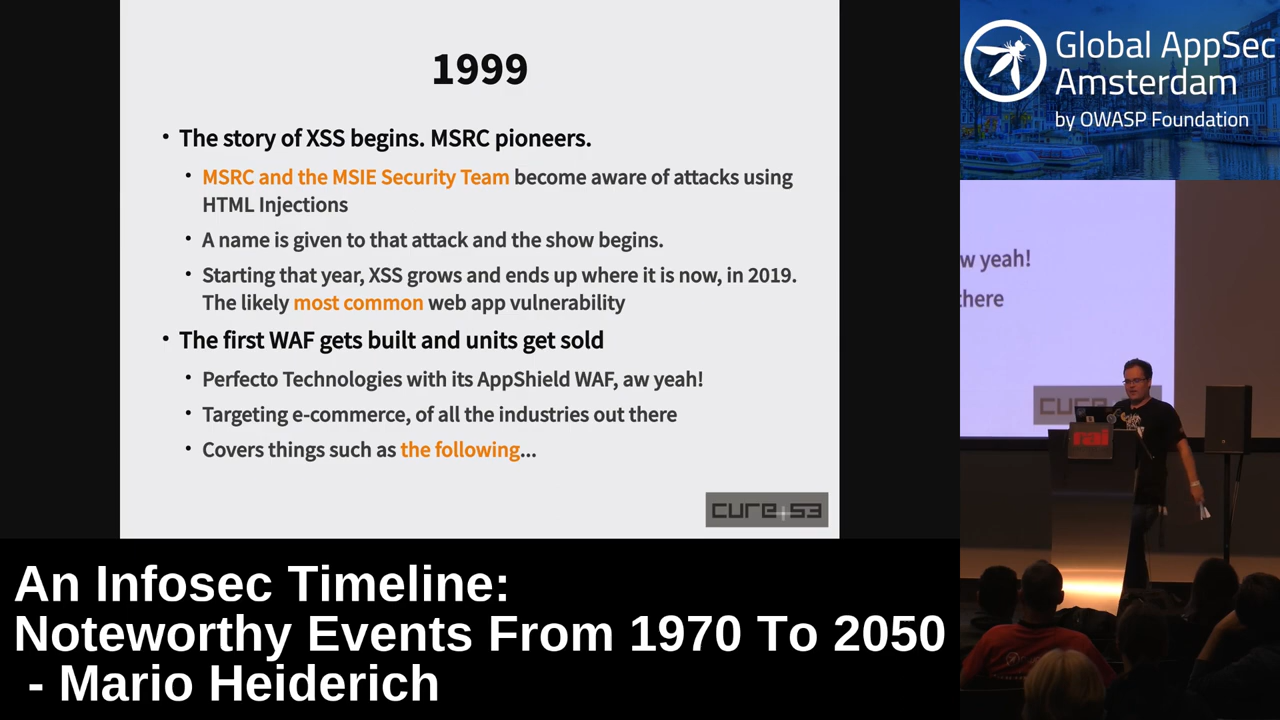 1999
• The story of XSS begins. MSRC pioneers.
• MSRC and the MSIE Security Team become aware of attacks using
HTML Injections
• A name is given to that attack and the show begins.
• Starting that year, XSS grows and ends up where it is now, in 2019.
The likely most common web app vulnerability
• The first WAF gets built and units get sold
• Perfecto Technologies with its AppShield WAF, aw yeah!
• Targeting e-commerce, of all the industries out there
• Covers things such as the following...
cure+53
An Infosec Timeline:
Noteworthy Events From 1970 To 2050
- Mario Heiderich
Global AppSec
Amsterdam
by OWASP Foundation
w yeah!
there
cure
rai